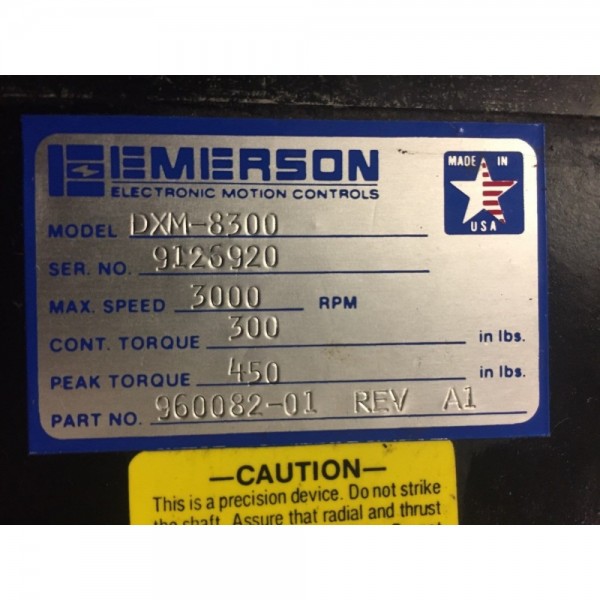 EMERSON
ELECTRONIC MOTION CONTROLS
MADE IN
USA
MODEL DXM-8300
SER. NO. 9126920
MAX. SPEED 3000 RPM
CONT. TORQUE 300 in lbs.
PEAK TORQUE 450 in lbs.
PART NO. 960082-01 REV A1
—CAUTION—
This is a precision device. Do not strike
the shaft. Assure that radial and thrust